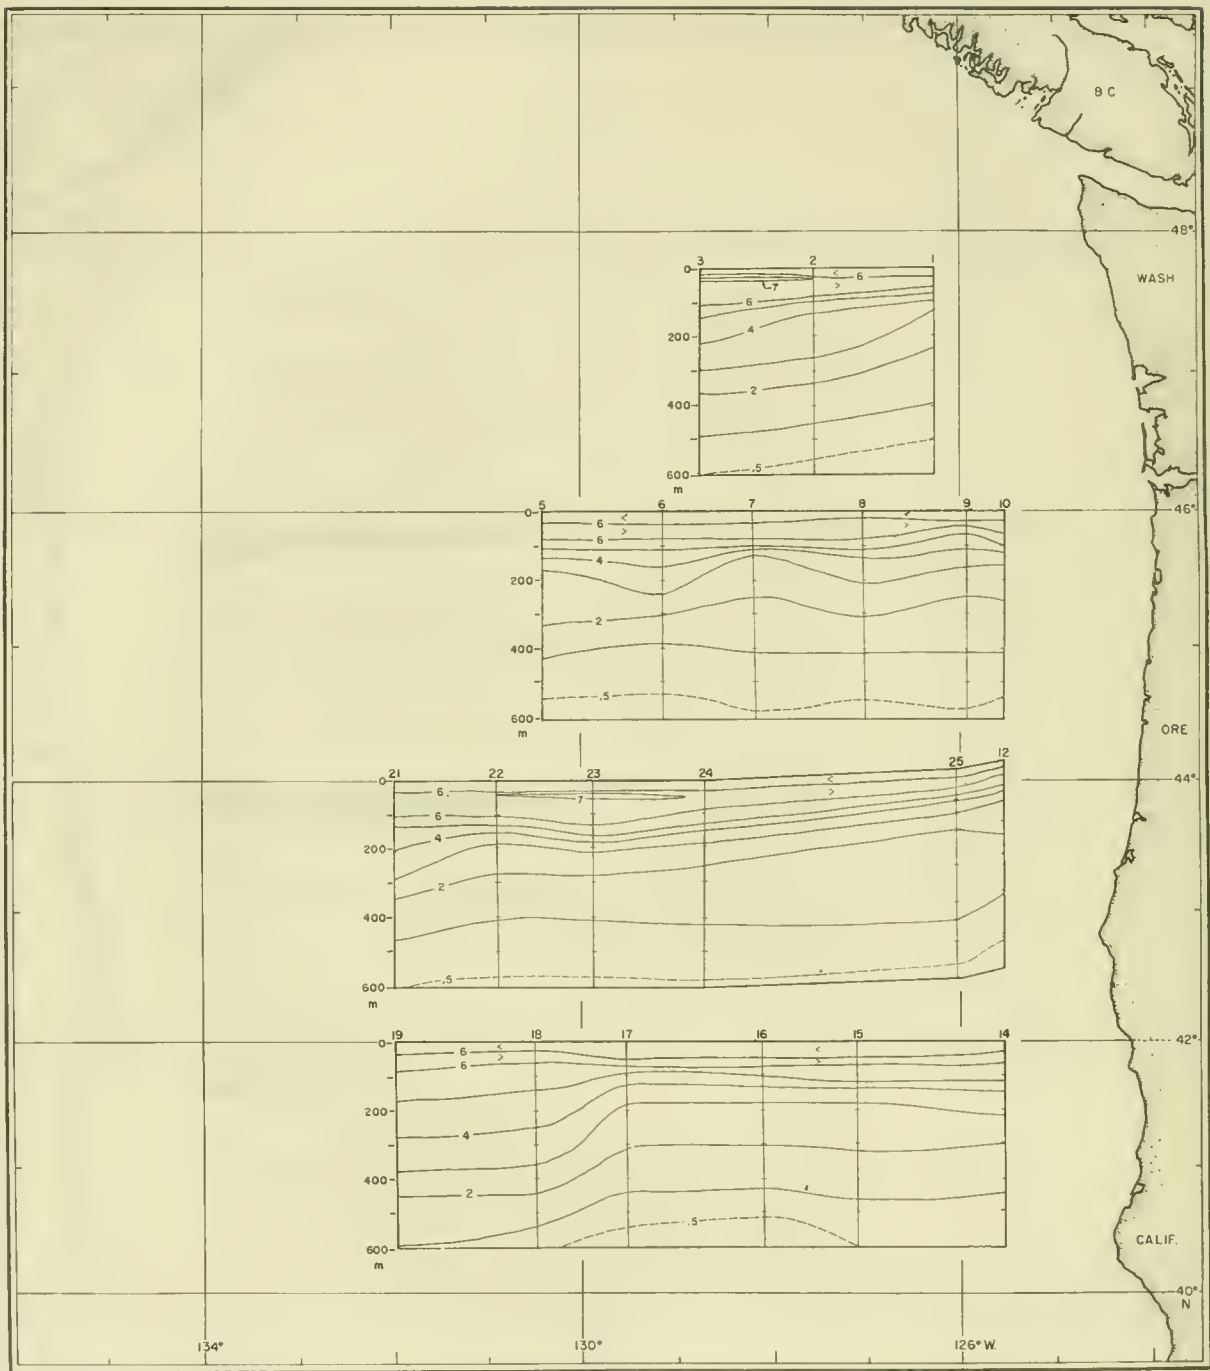 B C
48°
WASH
3 2 1
0
< 6
>
7
6
4
200
2
400
.5
600
m
46°
5 6 7 8 9 10
0
< <
6
> >
6
4
200
2
400
.5
600
m
ORE
44°
21 22 23 24 25 12
0
<
6
7
>
6
4
200
2
400
.5
600
m
42°
19 18 17 16 15 14
0
6 < <
6 > >
200
4
400
2
.5
600
m
CALIF.
40°
N
134° 130° 126° W.